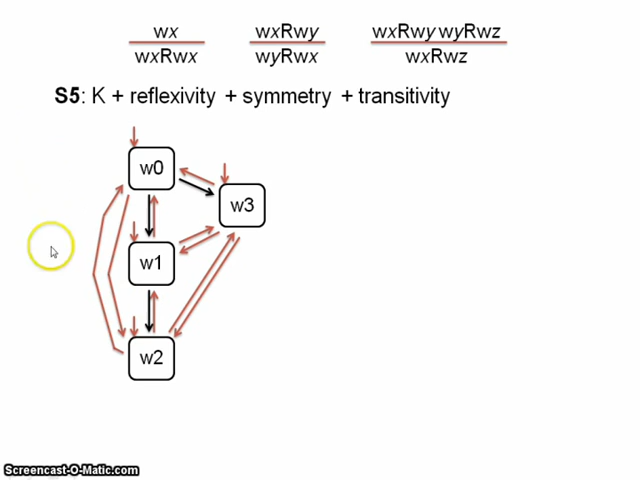 wx wxRwy wxRwy wyRwz
wxRwx wyRwx wxRwz
S5: K + reflexivity + symmetry + transitivity
w0
w3
w1
w2
Screencast-O-Matic.com